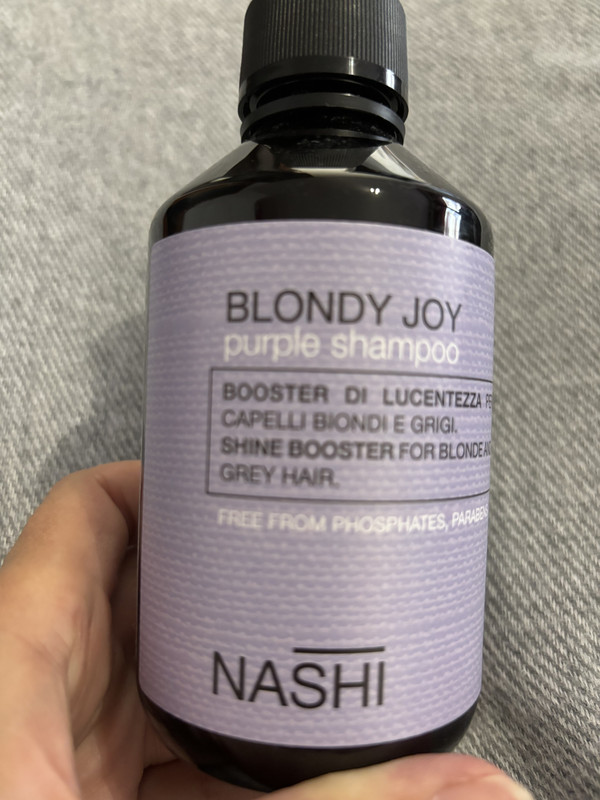 BLONDY JOY
purple shampoo
BOOSTER DI LUCENTEZZA
CAPELLI BIONDI E GRIGI.
SHINE BOOSTER FOR BLONDE
GREY HAIR.
FREE FROM PHOSPHATES,
NASHI